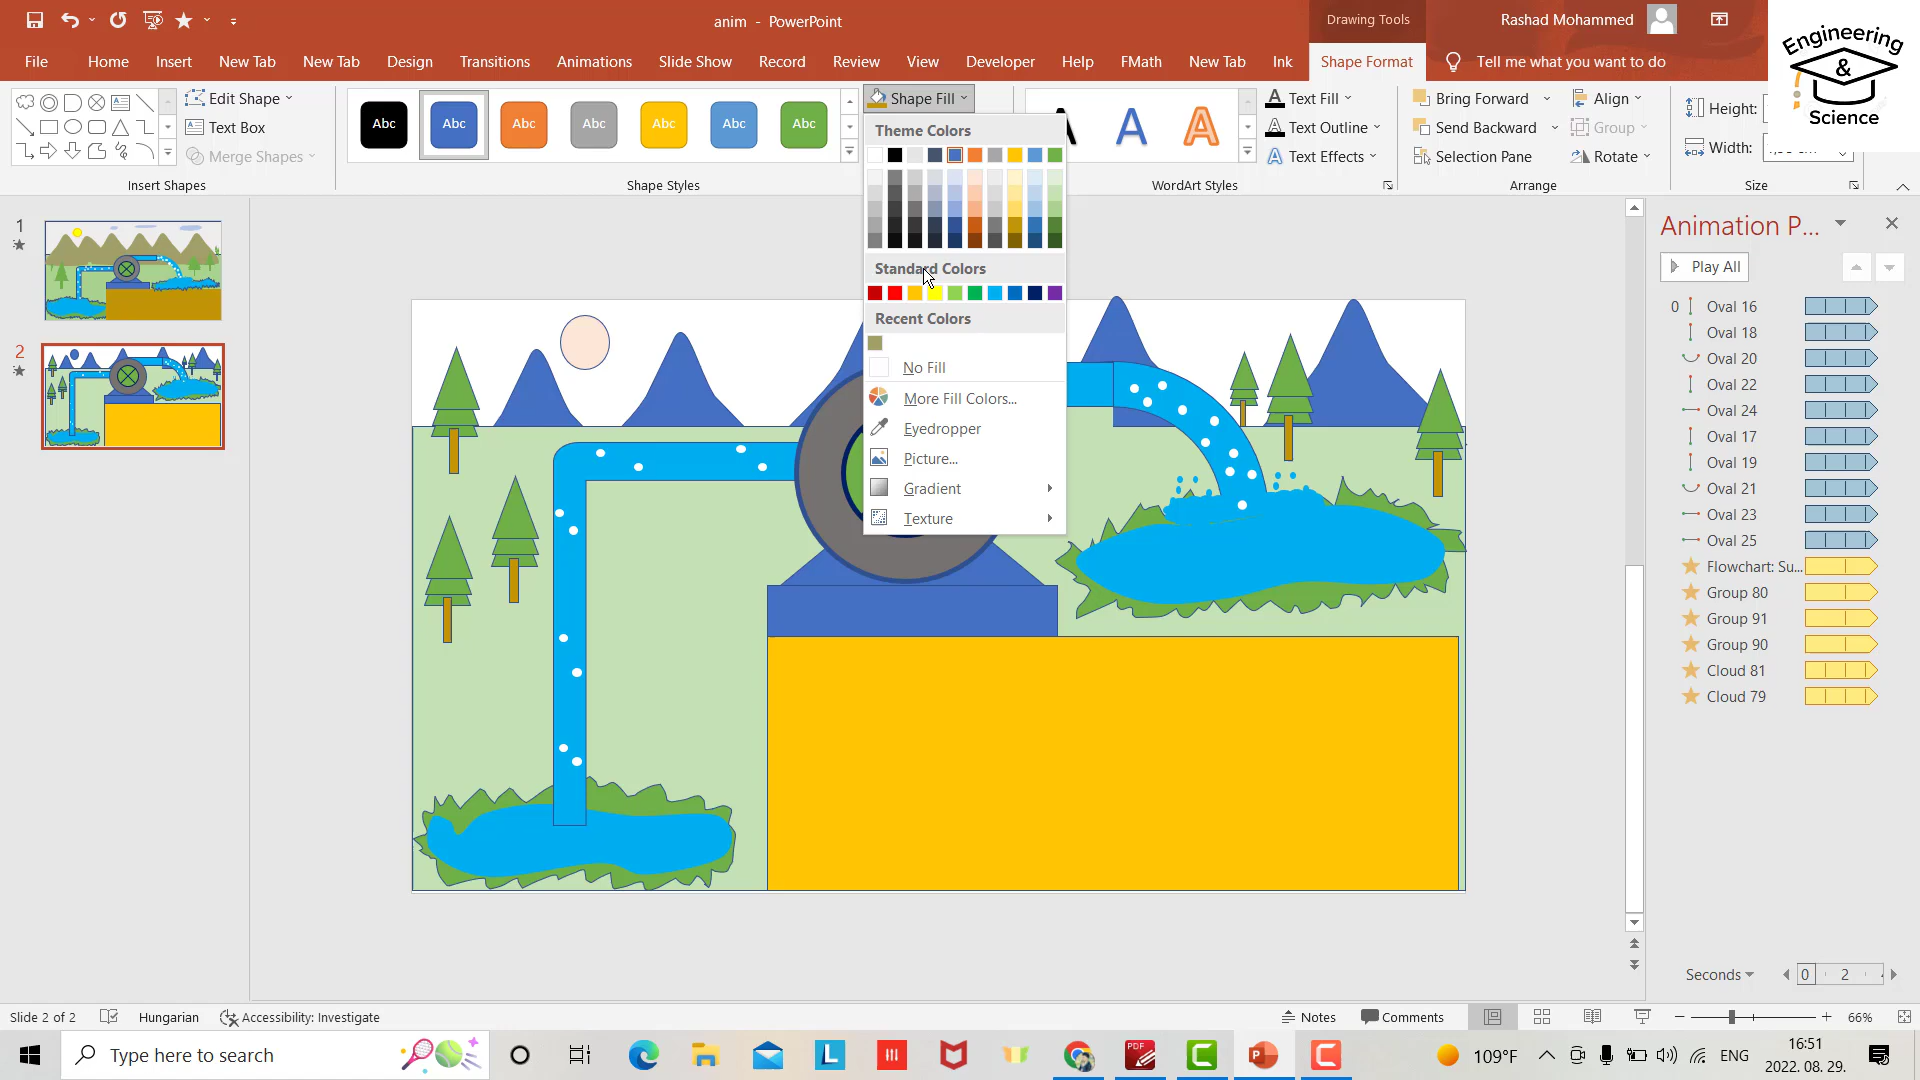 anim - PowerPoint
Drawing Tools
Rashad Mohammed
File
Home
Insert
New Tab
New Tab
Design
Transitions
Animations
Slide Show
Record
Review
View
Developer
Help
FMath
New Tab
Ink
Shape Format
Tell me what you want to do
Engineering
&
Science
Edit Shape
Text Box
Merge Shapes
Insert Shapes
Abc
Abc
Abc
Abc
Abc
Abc
Abc
Shape Styles
Shape Fill
Theme Colors
Standard Colors
Recent Colors
No Fill
More Fill Colors...
Eyedropper
Picture...
Gradient
Texture
A
A
A
Text Fill
Text Outline
Text Effects
WordArt Styles
Bring Forward
Send Backward
Selection Pane
Align
Group
Rotate
Arrange
Height:
Width:
Size
1
2
Animation P...
Play All
0 Oval 16
Oval 18
Oval 20
Oval 22
Oval 24
Oval 17
Oval 19
Oval 21
Oval 23
Oval 25
Flowchart: Su...
Group 80
Group 91
Group 90
Cloud 81
Cloud 79
Seconds
0
2
Slide 2 of 2
Hungarian
Accessibility: Investigate
Notes
Comments
66%
Type here to search
L
PDF
109°F
ENG
16:51
2022. 08. 29.